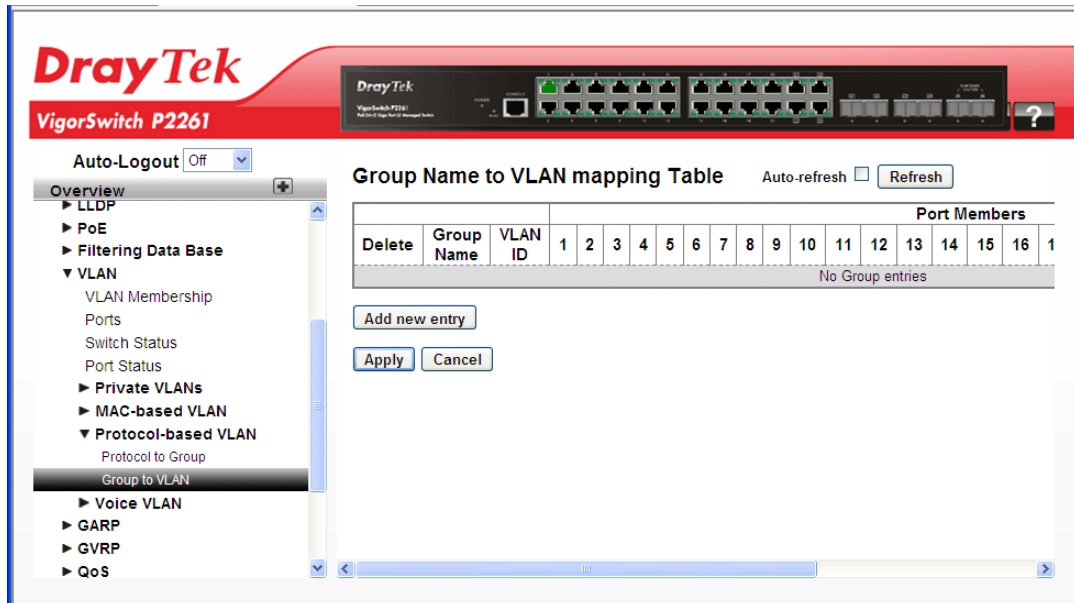 DrayTek
VigorSwitch P2261
DrayTek
VigorSwitch P2261
CONSOLE
?
Auto-Logout Off
Overview
LLDP
PoE
Filtering Data Base
VLAN
VLAN Membership
Ports
Switch Status
Port Status
Private VLANs
MAC-based VLAN
Protocol-based VLAN
Protocol to Group
Group to VLAN
Voice VLAN
GARP
GVRP
QoS
Group Name to VLAN mapping Table Auto-refresh Refresh
Port Members
Delete Group Name VLAN ID 1 2 3 4 5 6 7 8 9 10 11 12 13 14 15 16 1
No Group entries
Add new entry
Apply Cancel